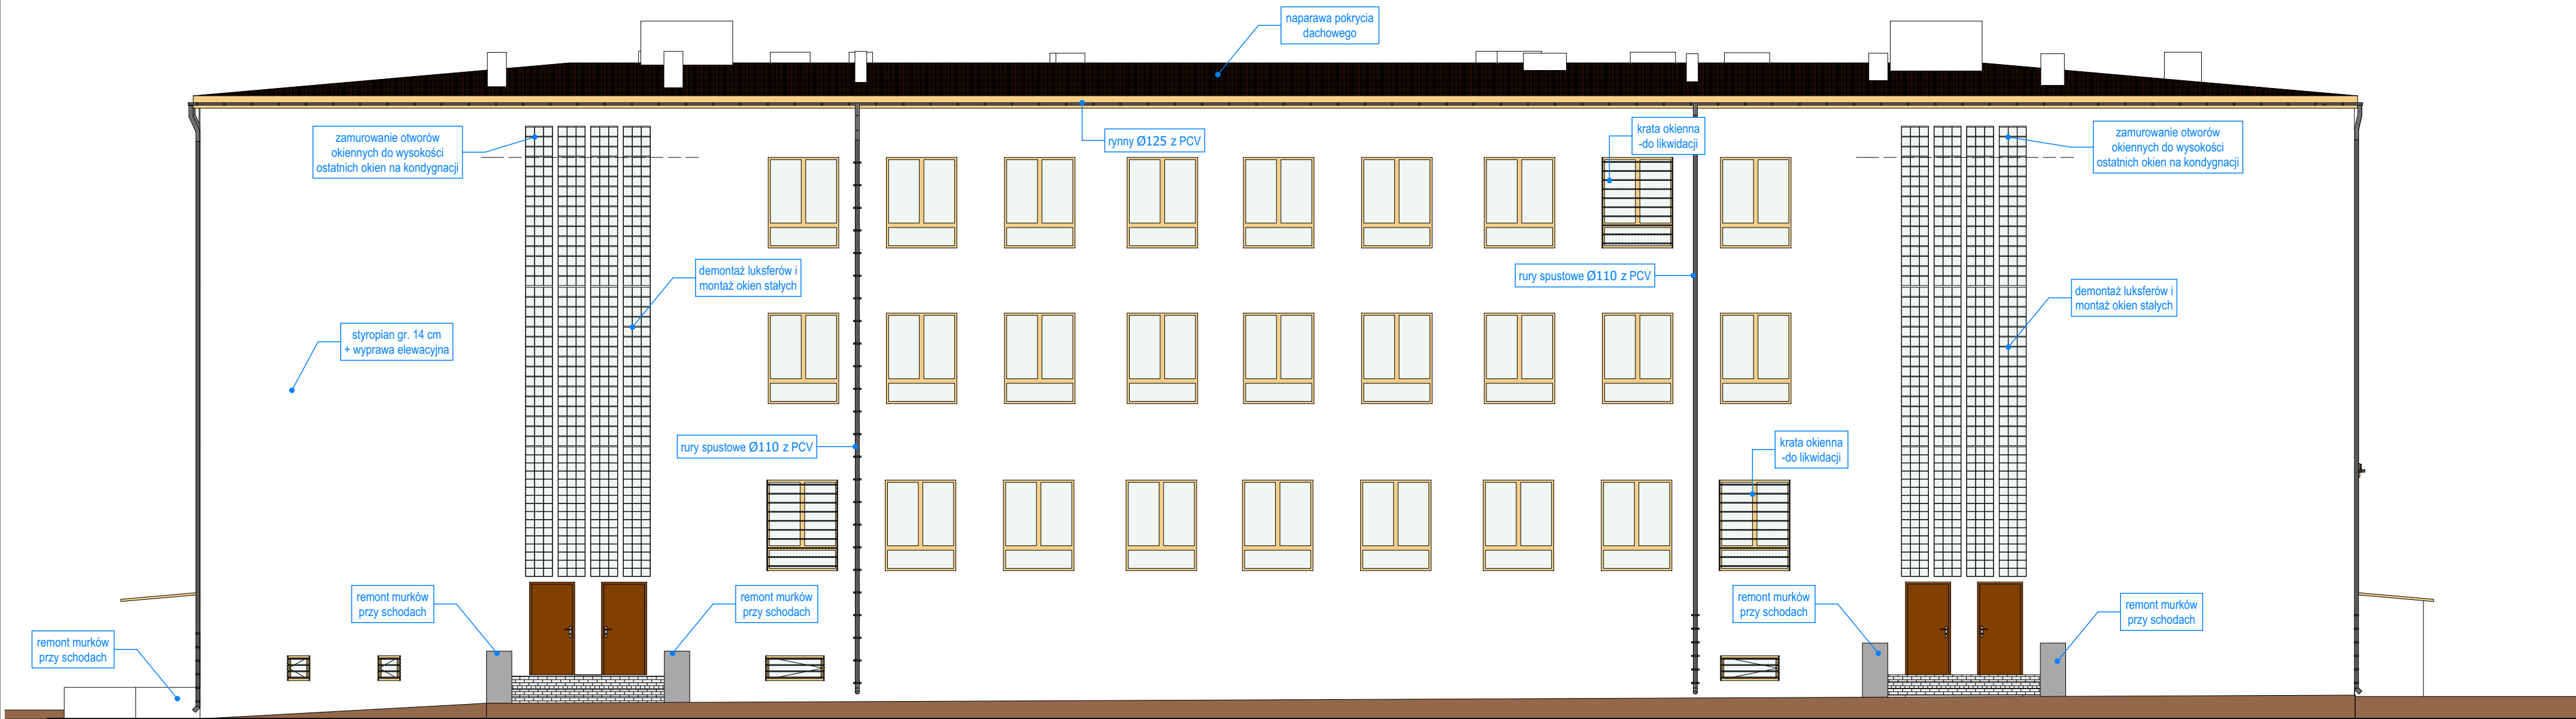 naparawa pokrycia
dachowego
zamurowanie otworów
okiennych do wysokości
ostatnich okien na kondygnacji
rynny Ø125 z PCV
krata okienna
-do likwidacji
zamurowanie otworów
okiennych do wysokości
ostatnich okien na kondygnacji
demontaż luksferów i
montaż okien stałych
rury spustowe Ø110 z PCV
demontaż luksferów i
montaż okien stałych
styropian gr. 14 cm
+ wyprawa elewacyjna
rury spustowe Ø110 z PCV
krata okienna
-do likwidacji
remont murków
przy schodach
remont murków
przy schodach
remont murków
przy schodach
remont murków
przy schodach
remont murków
przy schodach